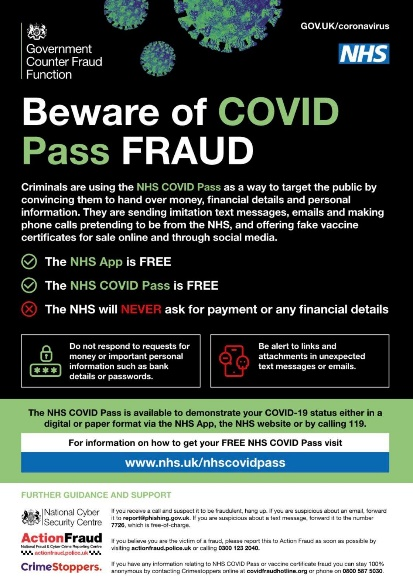 GOV.UK/coronavirus
Government
Counter Fraud
Function
NHS
Beware of COVID
Pass FRAUD
Criminals are using the NHS COVID Pass as a way to target the public by
convincing them to hand over money, financial details and personal
information. They are sending imitation text messages, emails and making
phone calls pretending to be from the NHS, and offering fake vaccine
certificates for sale online and through social media.
The NHS App is FREE
The NHS COVID Pass is FREE
The NHS will NEVER ask for payment or any financial details
Do not respond to requests for
money or important personal
information such as bank
details or passwords.
Be alert to links and
attachments in unexpected
text messages or emails.
The NHS COVID Pass is available to demonstrate your COVID-19 status either in a
digital or paper format via the NHS App, the NHS website or by calling 119.
For information on how to get your FREE NHS COVID Pass visit
www.nhs.uk/nhscovidpass
FURTHER GUIDANCE AND SUPPORT
National Cyber
Security Centre
If you receive a call and suspect it to be fraudulent, hang up. If you are suspicious about an email, forward
it to report@phishing.gov.uk. If you are suspicious about a text message, forward it to the number
7726, which is free-of-charge.
ActionFraud
National Fraud & Cyber Crime Reporting Centre
actionfraud.police.uk
If you believe you are the victim of a fraud, please report this to Action Fraud as soon as possible by
visiting actionfraud.police.uk or calling 0300 123 2040.
CrimeStoppers.
If you have any information relating to NHS COVID Pass or vaccine certificate fraud you can stay 100%
anonymous by contacting Crimestoppers online at covidfraudhotline.org or phone on 0800 587 5030.